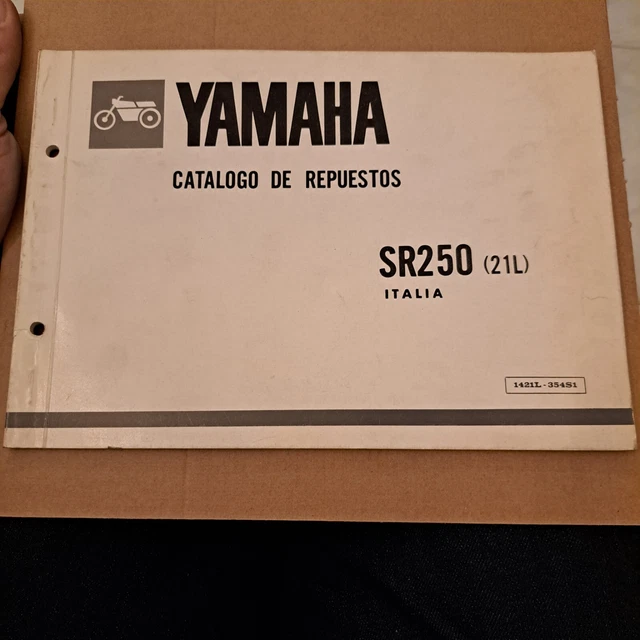 YAMAHA
CATALOGO DE REPUESTOS
SR250 (21L)
ITALIA
1421L-354S1